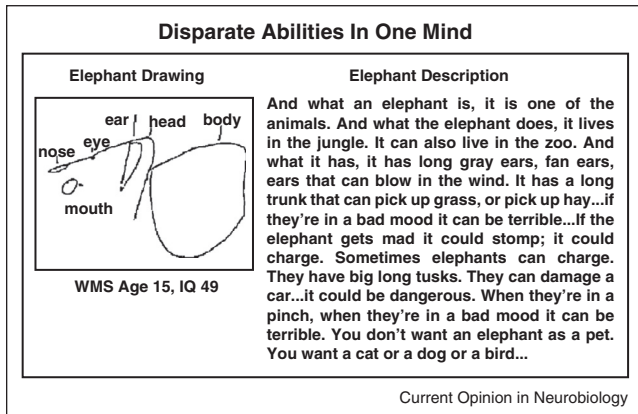 Disparate Abilities In One Mind
Elephant Drawing
ear head body
eye
nose
mouth
WMS Age 15, IQ 49
Elephant Description
And what an elephant is, it is one of the
animals. And what the elephant does, it lives
in the jungle. It can also live in the zoo. And
what it has, it has long gray ears, fan ears,
ears that can blow in the wind. It has a long
trunk that can pick up grass, or pick up hay...if
they're in a bad mood it can be terrible...If the
elephant gets mad it could stomp; it could
charge. Sometimes elephants can charge.
They have big long tusks. They can damage a
car...it could be dangerous. When they're in a
pinch, when they're in a bad mood it can be
terrible. You don't want an elephant as a pet.
You want a cat or a dog or a bird...
Current Opinion in Neurobiology